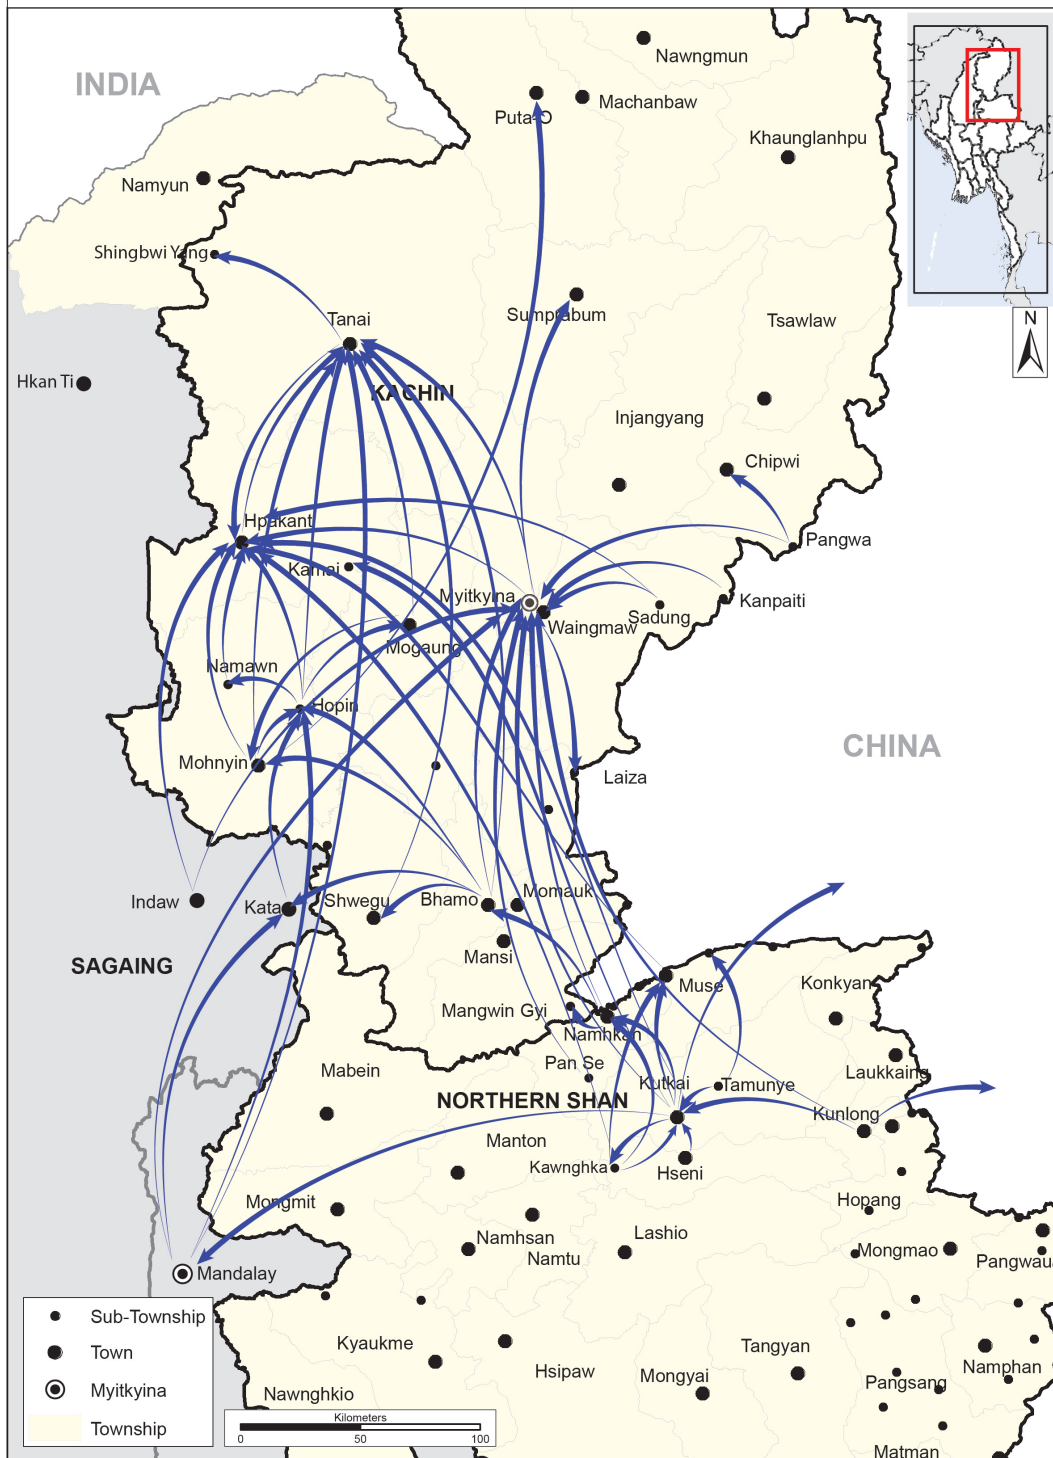 Nawngmun
INDIA
Machanbaw
Puta-O
Khaunglanhpu
Namyun
Shingbwi Yang
Sumprabum
Tanai
Tsawlaw
N
Hkan Ti
KACHIN
Injangyang
Chipwi
Hpakant
Pangwa
Kamai
Myitkyina
Kanpaiti
Sadung
Waingmaw
Mogaung
Namawn
Hopin
CHINA
Mohnyin
Laiza
Momauk
Indaw
Kata
Shwegu
Bhamo
Mansi
SAGAING
Muse
Konkyan
Mangwin Gyi
Namhkan
Pan Se
Mabein
Laukkaing
Kutkai
Tamunye
NORTHERN SHAN
Kunlong
Manton
Kawnghka
Hseni
Mongmit
Hopang
Namhsan
Lashio
Namtu
Mongmao
Mandalay
Sub-Township
Town
Myitkyina
Township
Kyaukme
Hsipaw
Tangyan
Mongyai
Namphan
Pangsang
Nawnghkio
Kilometers
0 50 100
Matman